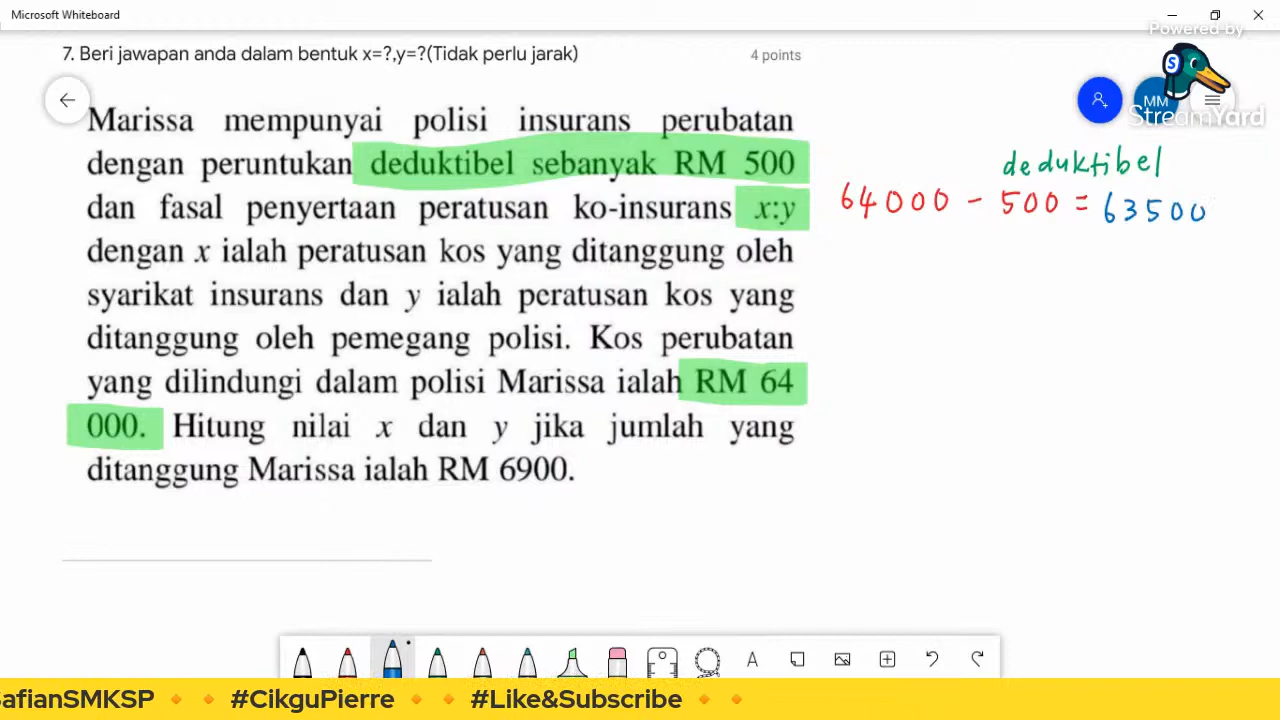 Microsoft Whiteboard
Powered by
7. Beri jawapan anda dalam bentuk x=?,y=?(Tidak perlu jarak)
4 points
S
MM
StreamYard
Marissa mempunyai polisi insurans perubatan
dengan peruntukan deduktibel sebanyak RM 500
dan fasal penyertaan peratusan ko-insurans x:y
dengan x ialah peratusan kos yang ditanggung oleh
syarikat insurans dan y ialah peratusan kos yang
ditanggung oleh pemegang polisi. Kos perubatan
yang dilindungi dalam polisi Marissa ialah RM 64
000. Hitung nilai x dan y jika jumlah yang
ditanggung Marissa ialah RM 6900.
deduktibel
64000 - 500 = 63500
A
afianSMKSP
#CikguPierre
#Like&Subscribe